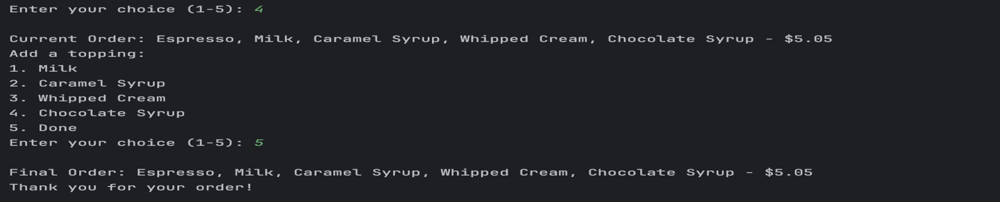 Enter your choice (1-5): 4
Current Order: Espresso, Milk, Caramel Syrup, Whipped Cream, Chocolate Syrup - $5.05
Add a topping:
1. Milk
2. Caramel Syrup
3. Whipped Cream
4. Chocolate Syrup
5. Done
Enter your choice (1-5): 5
Final Order: Espresso, Milk, Caramel Syrup, Whipped Cream, Chocolate Syrup - $5.05
Thank you for your order!